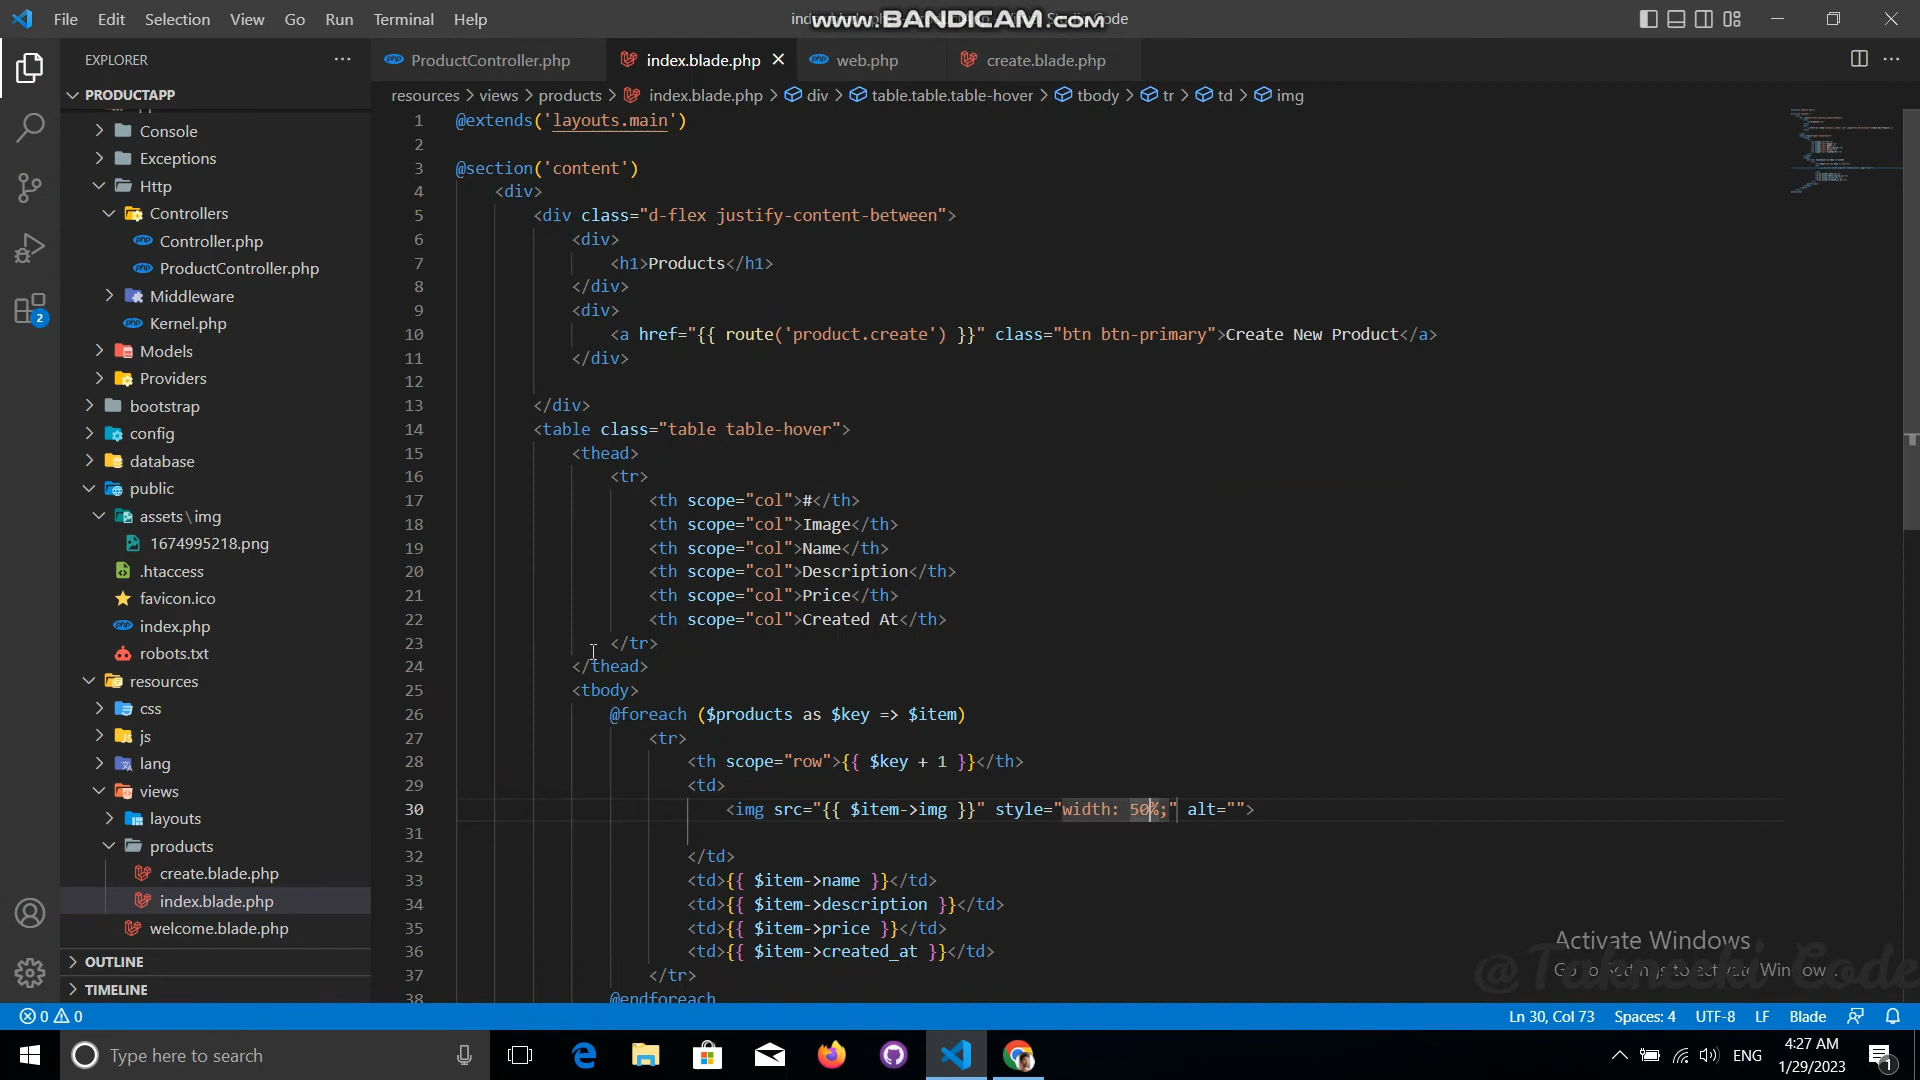 File Edit Selection View Go Run Terminal Help
www.BANDICAM.com
Code
EXPLORER
PRODUCTAPP
Console
Exceptions
Http
Controllers
Controller.php
ProductController.php
Middleware
Kernel.php
Models
Providers
bootstrap
config
database
public
assets\img
1674995218.png
.htaccess
favicon.ico
index.php
robots.txt
resources
css
js
lang
views
layouts
products
create.blade.php
index.blade.php
welcome.blade.php
OUTLINE
TIMELINE
ProductController.php index.blade.php web.php create.blade.php
resources > views > products > index.blade.php > div > table.table.table-hover > tbody > tr > td > img
1 @extends('layouts.main')
2
3 @section('content')
4 <div>
5 <div class="d-flex justify-content-between">
6 <div>
7 <h1>Products</h1>
8 </div>
9 <div>
10 <a href="{{ route('product.create') }}" class="btn btn-primary">Create New Product</a>
11 </div>
12
13 </div>
14 <table class="table table-hover">
15 <thead>
16 <tr>
17 <th scope="col">#</th>
18 <th scope="col">Image</th>
19 <th scope="col">Name</th>
20 <th scope="col">Description</th>
21 <th scope="col">Price</th>
22 <th scope="col">Created At</th>
23 </tr>
24 </thead>
25 <tbody>
26 @foreach ($products as $key => $item)
27 <tr>
28 <th scope="row">{{ $key + 1 }}</th>
29 <td>
30 <img src="{{ $item->img }}" style="width: 50%;" alt="">
31
32 </td>
33 <td>{{ $item->name }}</td>
34 <td>{{ $item->description }}</td>
35 <td>{{ $item->price }}</td>
36 <td>{{ $item->created_at }}</td>
37 </tr>
38 @endforeach
Activate Windows
Go to Settings to activate Windows.
@Takneeki Code
2
0 0
Ln 30, Col 73 Spaces: 4 UTF-8 LF Blade
Type here to search
ENG
4:27 AM
1/29/2023
1